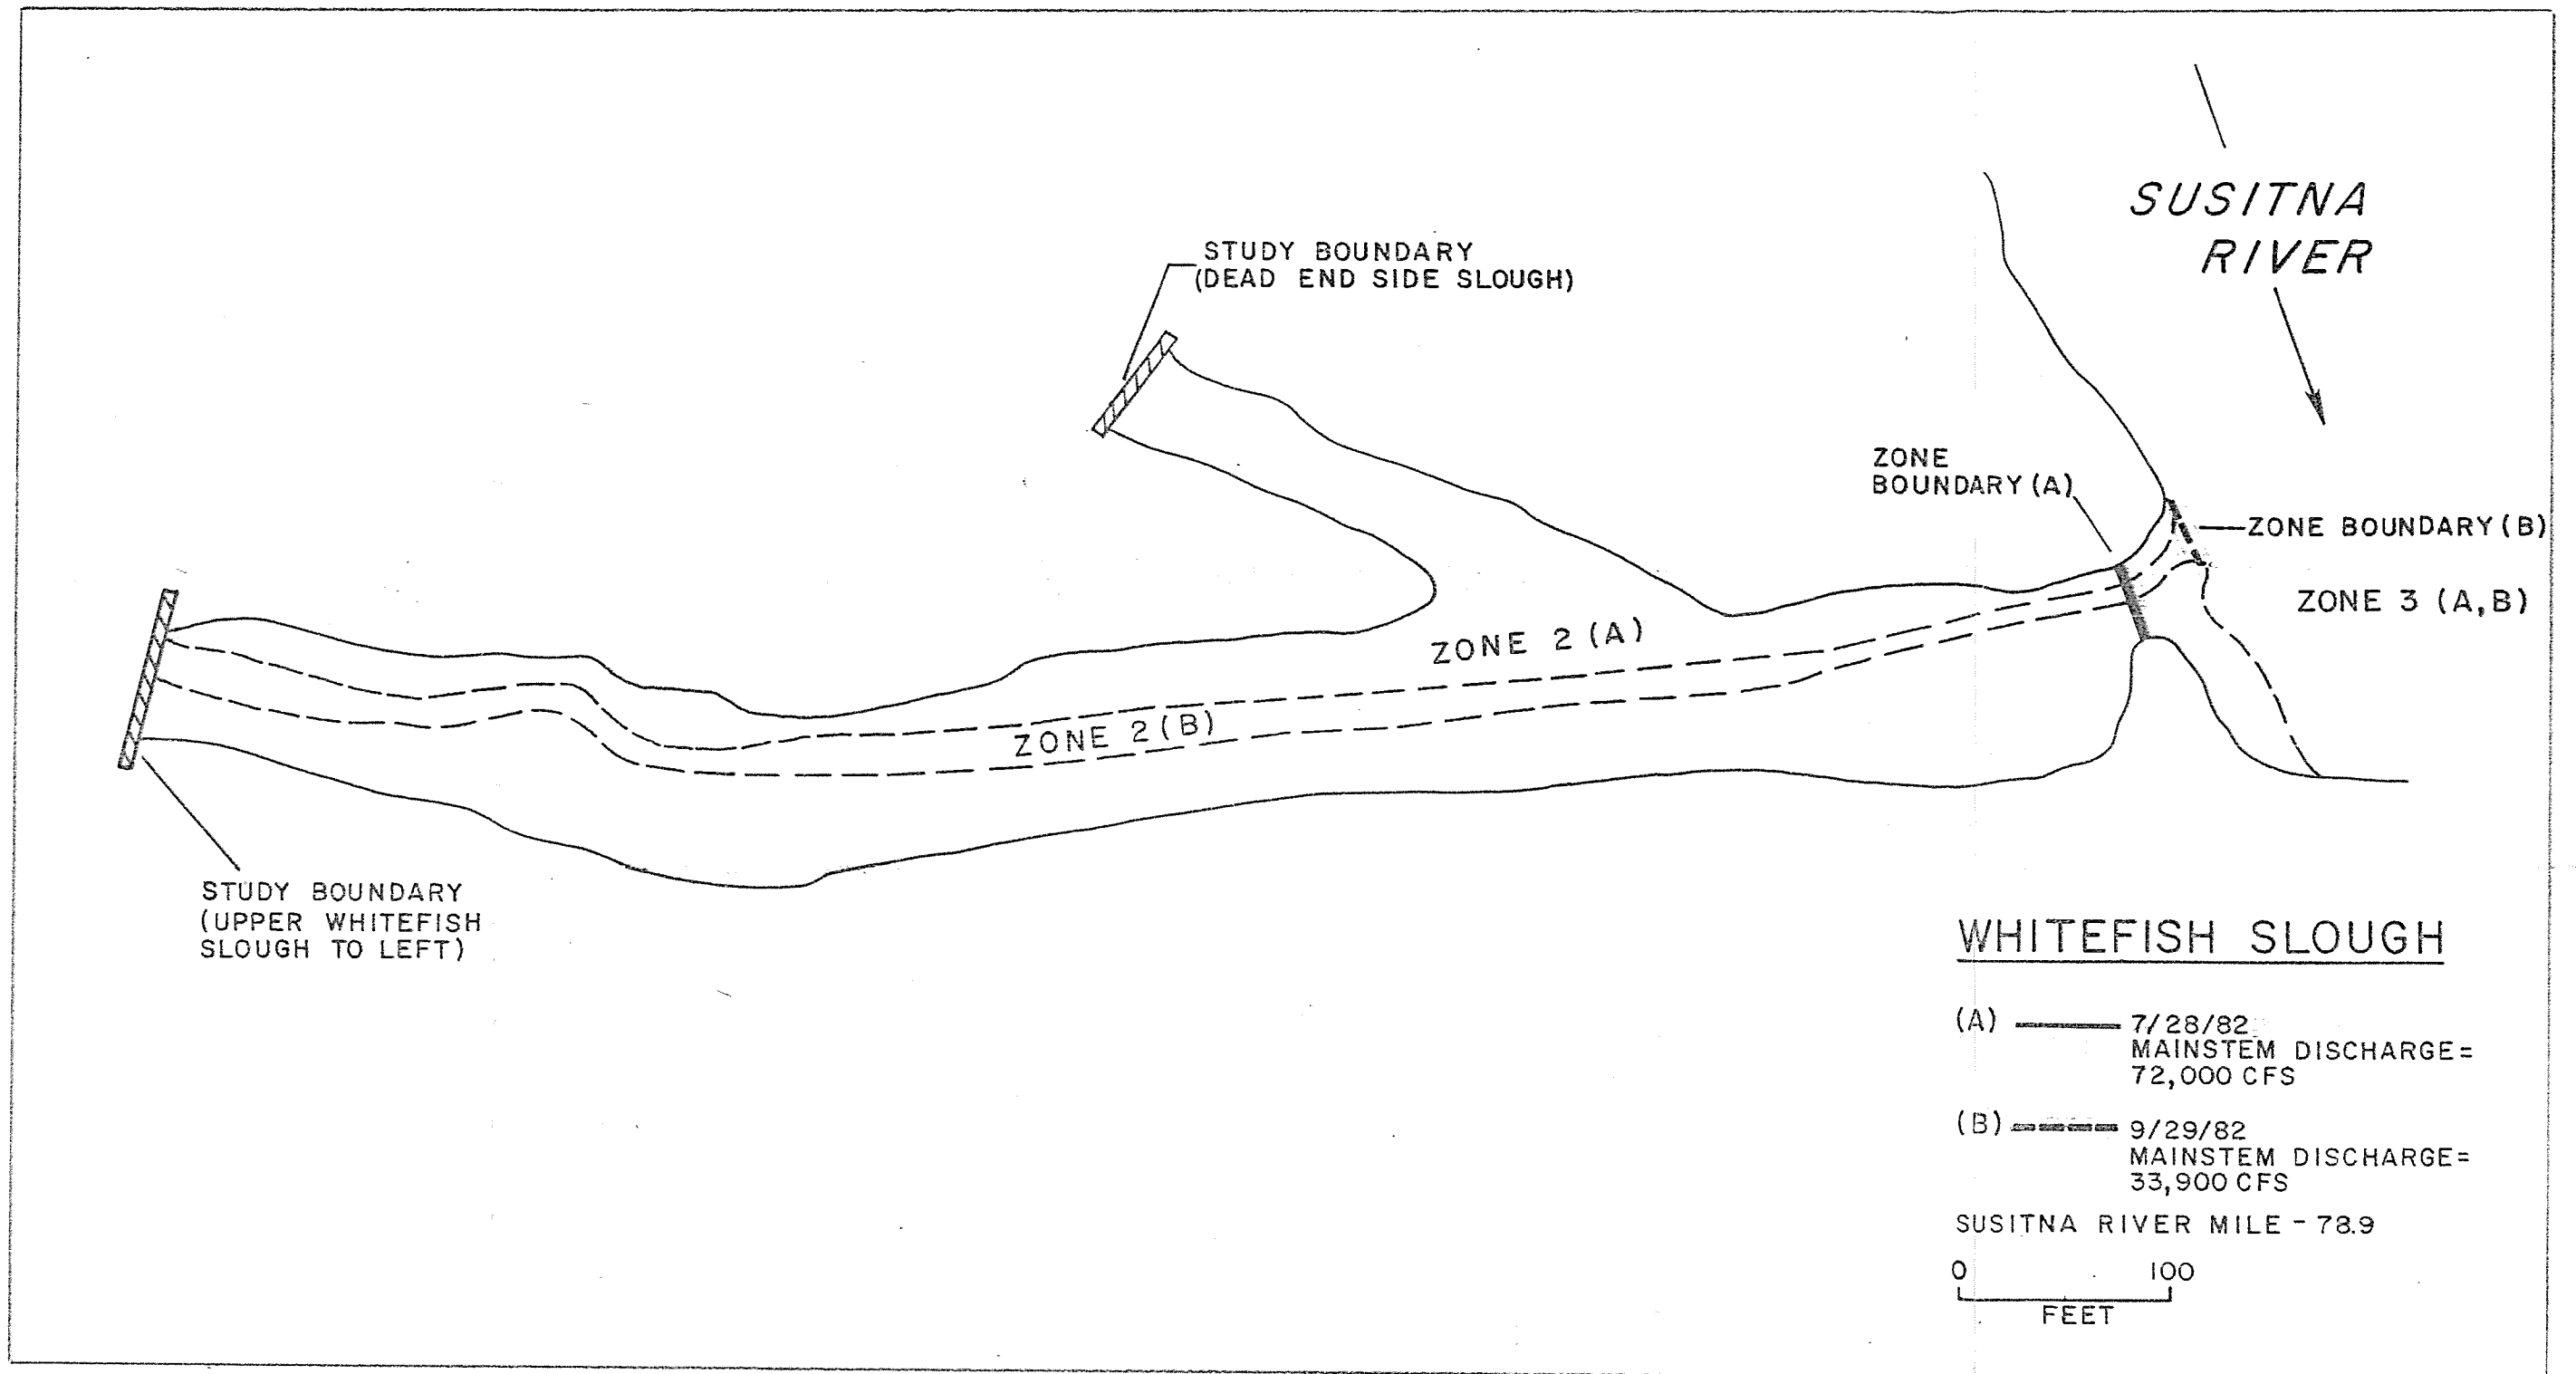 SUSITNA
RIVER
STUDY BOUNDARY
(DEAD END SIDE SLOUGH)
ZONE
BOUNDARY (A)
ZONE BOUNDARY (B)
ZONE 3 (A,B)
ZONE 2 (A)
ZONE 2 (B)
STUDY BOUNDARY
(UPPER WHITEFISH
SLOUGH TO LEFT)
WHITEFISH SLOUGH
(A) 7/28/82
MAINSTEM DISCHARGE=
72,000 CFS
(B) 9/29/82
MAINSTEM DISCHARGE=
33,900 CFS
SUSITNA RIVER MILE - 78.9
0 100
FEET